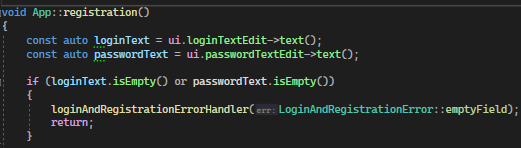 void App::registration()
{
    const auto loginText = ui.loginTextEdit->text();
    const auto passwordText = ui.passwordTextEdit->text();

    if (loginText.isEmpty() or passwordText.isEmpty())
    {
        loginAndRegistrationErrorHandler(err: LoginAndRegistrationError::emptyField);
        return;
    }